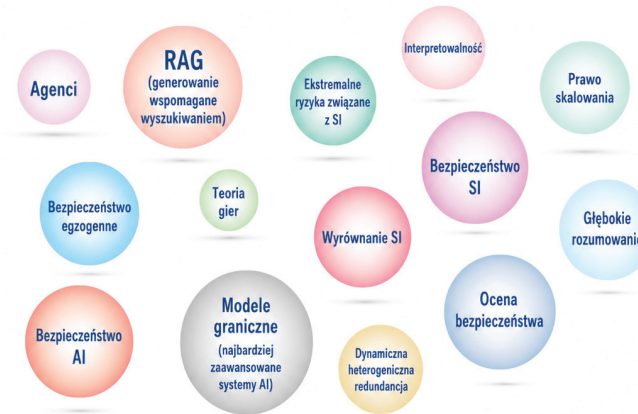 Agenci
RAG
(generowanie
wspomagane
wyszukiwaniem)
Ekstremalne
ryzyka związane
z SI
Interpretowalność
Prawo
skalowania
Bezpieczeństwo
egzogenne
Teoria
gier
Wyrównanie SI
Bezpieczeństwo
SI
Głębokie
rozumowanie
Bezpieczeństwo
AI
Modele
graniczne
(najbardziej
zaawansowane
systemy AI)
Dynamiczna
heterogeniczna
redundancja
Ocena
bezpieczeństwa